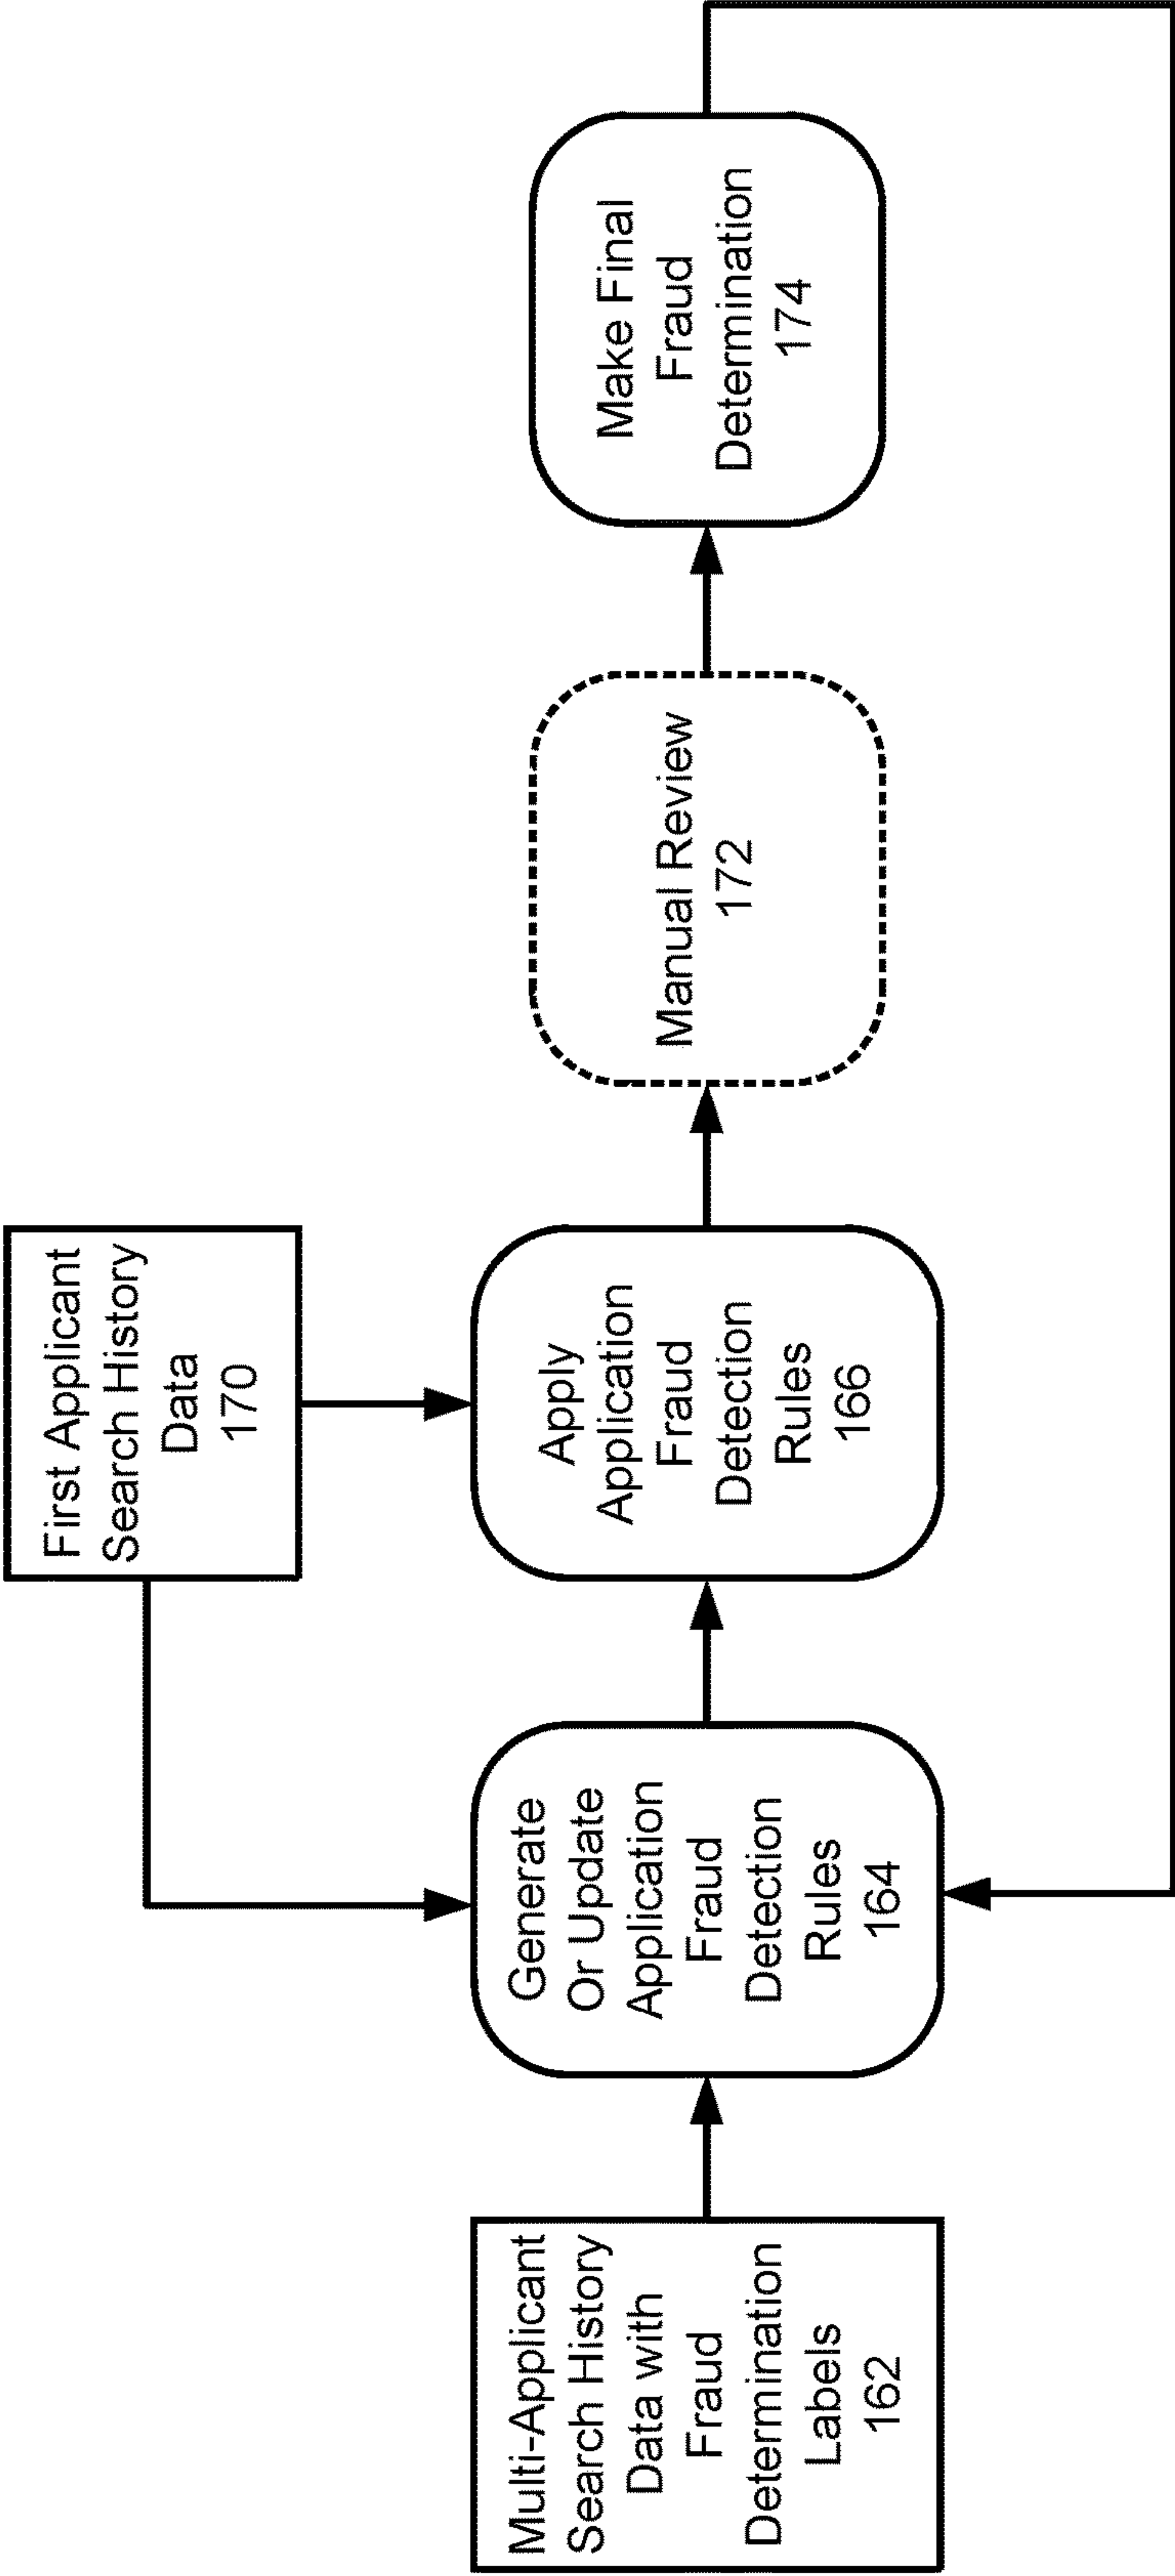 First Applicant
Search History
Data
170
Multi-Applicant
Search History
Data with
Fraud
Determination
Labels
162
Generate
Or Update
Application
Fraud
Detection
Rules
164
Apply
Application
Fraud
Detection
Rules
166
Manual Review
172
Make Final
Fraud
Determination
174